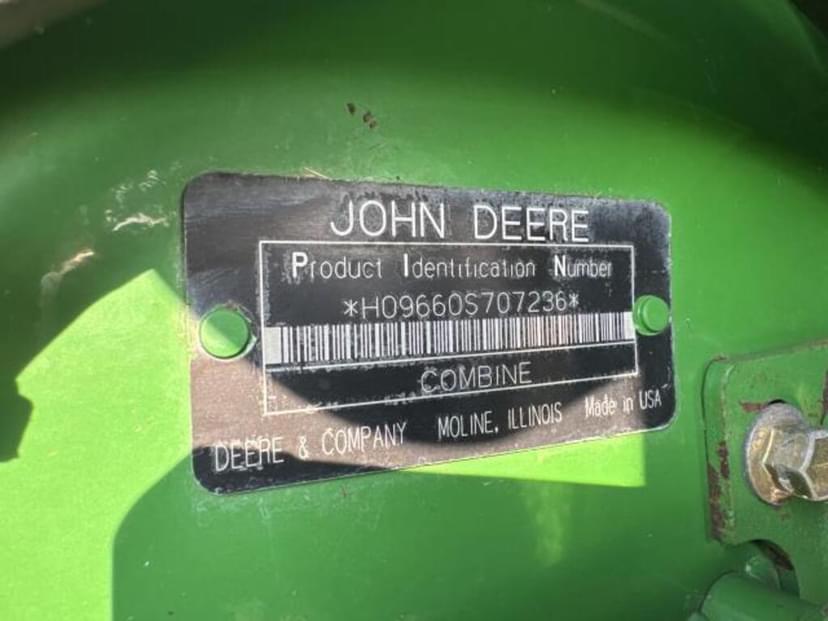 JOHN DEERE
Product Identification Number
*H09660S707236*
COMBINE
DEERE & COMPANY MOLINE, ILLINOIS Made in USA